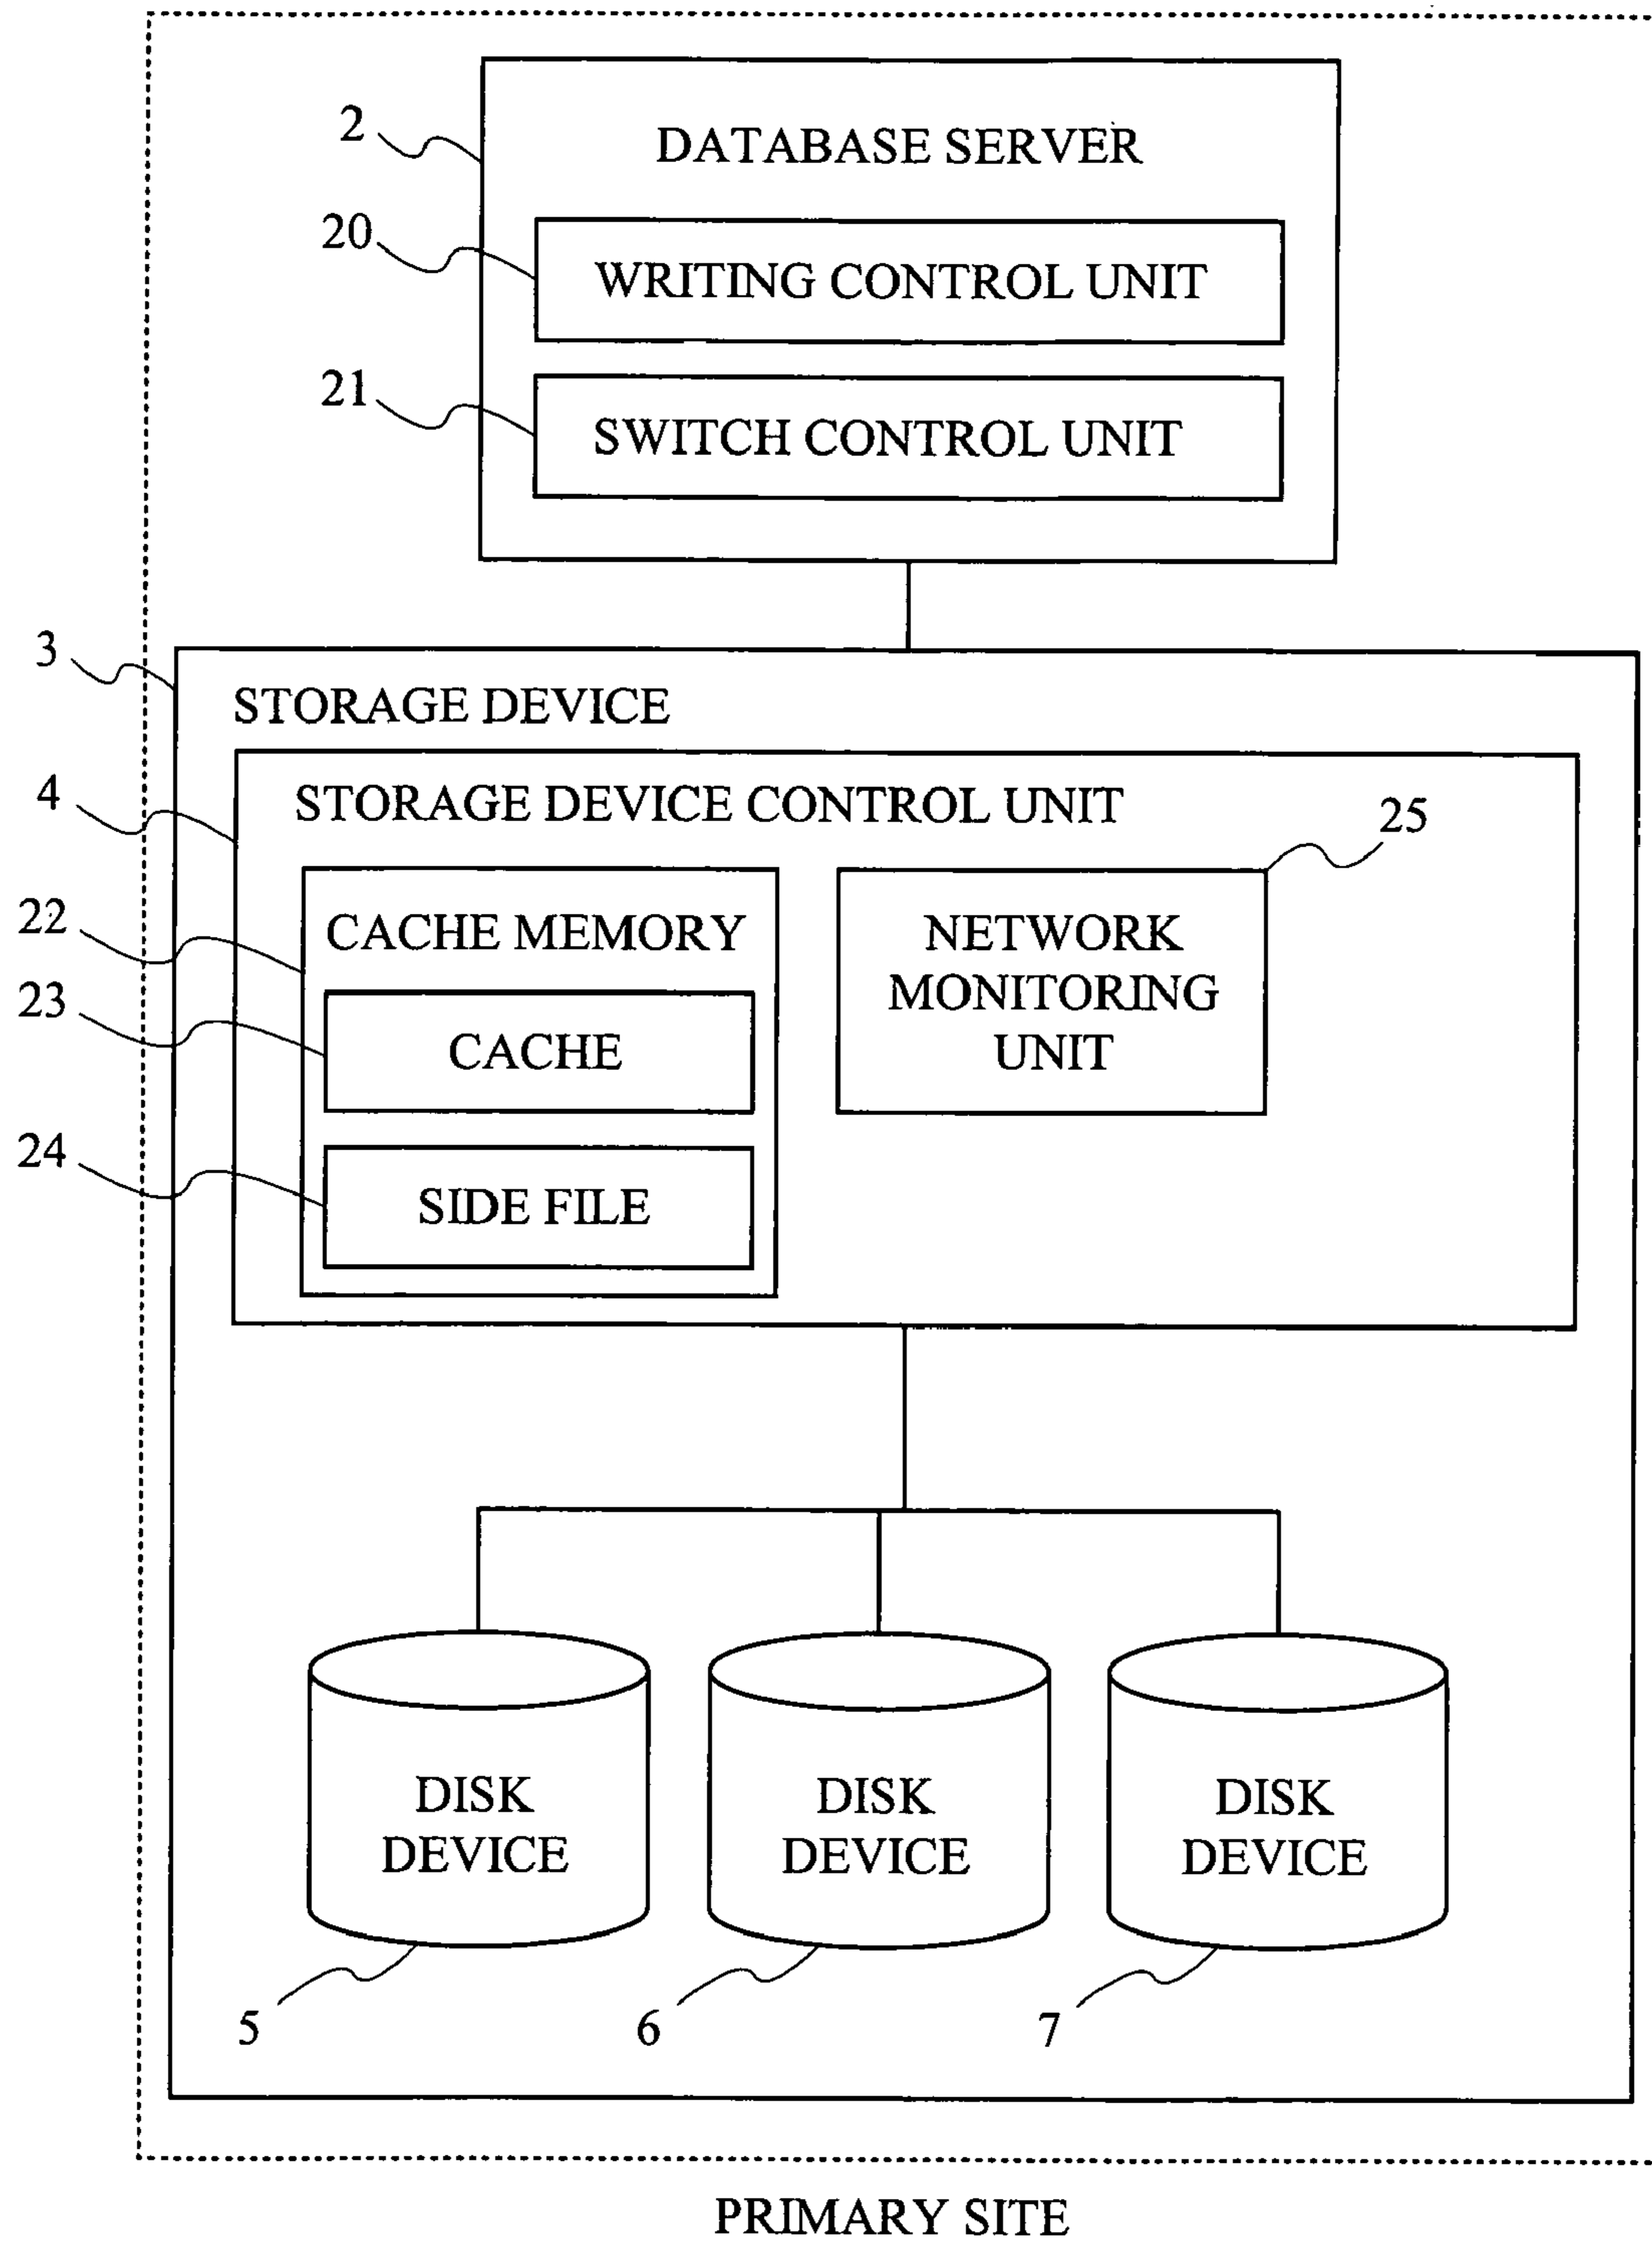 2
DATABASE SERVER
20
WRITING CONTROL UNIT
21
SWITCH CONTROL UNIT
3
STORAGE DEVICE
4
STORAGE DEVICE CONTROL UNIT
25
22
CACHE MEMORY
NETWORK
MONITORING
UNIT
23
CACHE
24
SIDE FILE
DISK
DEVICE
DISK
DEVICE
DISK
DEVICE
5
6
7
PRIMARY SITE